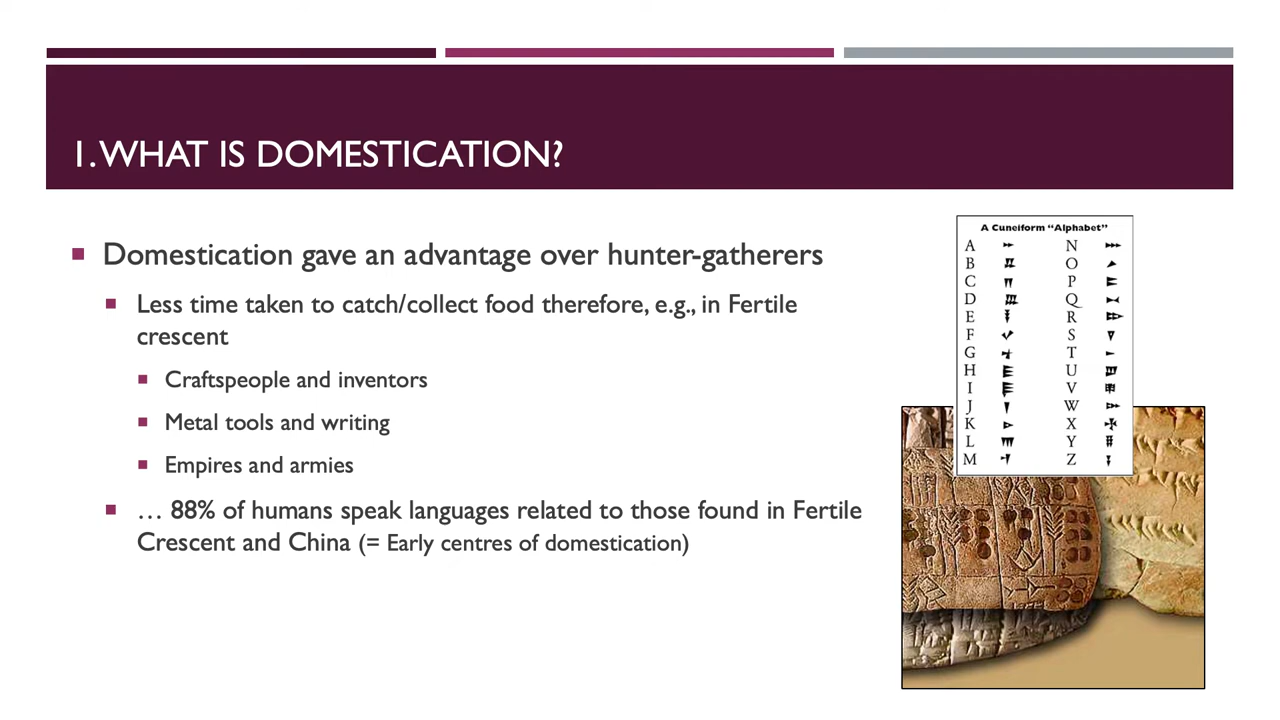 1. WHAT IS DOMESTICATION?
Domestication gave an advantage over hunter-gatherers
Less time taken to catch/collect food therefore, e.g., in Fertile
crescent
Craftspeople and inventors
Metal tools and writing
Empires and armies
… 88% of humans speak languages related to those found in Fertile
Crescent and China (= Early centres of domestication)
A Cuneiform “Alphabet”
A N
B O
C P
D Q
E R
F S
G T
H U
I V
J W
K X
L Y
M Z